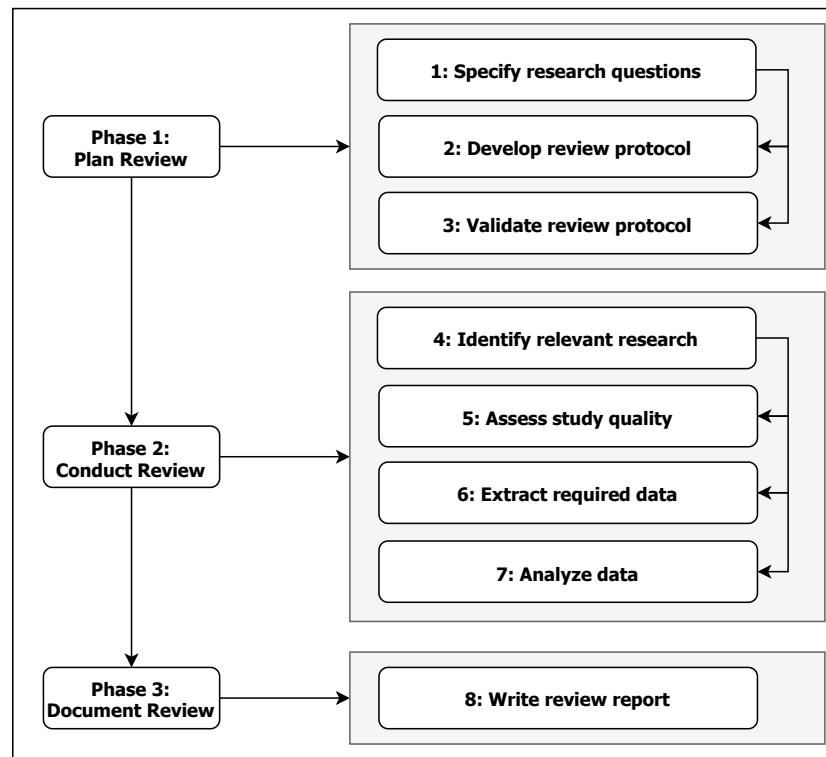 Phase 1:
Plan Review
1: Specify research questions
2: Develop review protocol
3: Validate review protocol
Phase 2:
Conduct Review
4: Identify relevant research
5: Assess study quality
6: Extract required data
7: Analyze data
Phase 3:
Document Review
8: Write review report